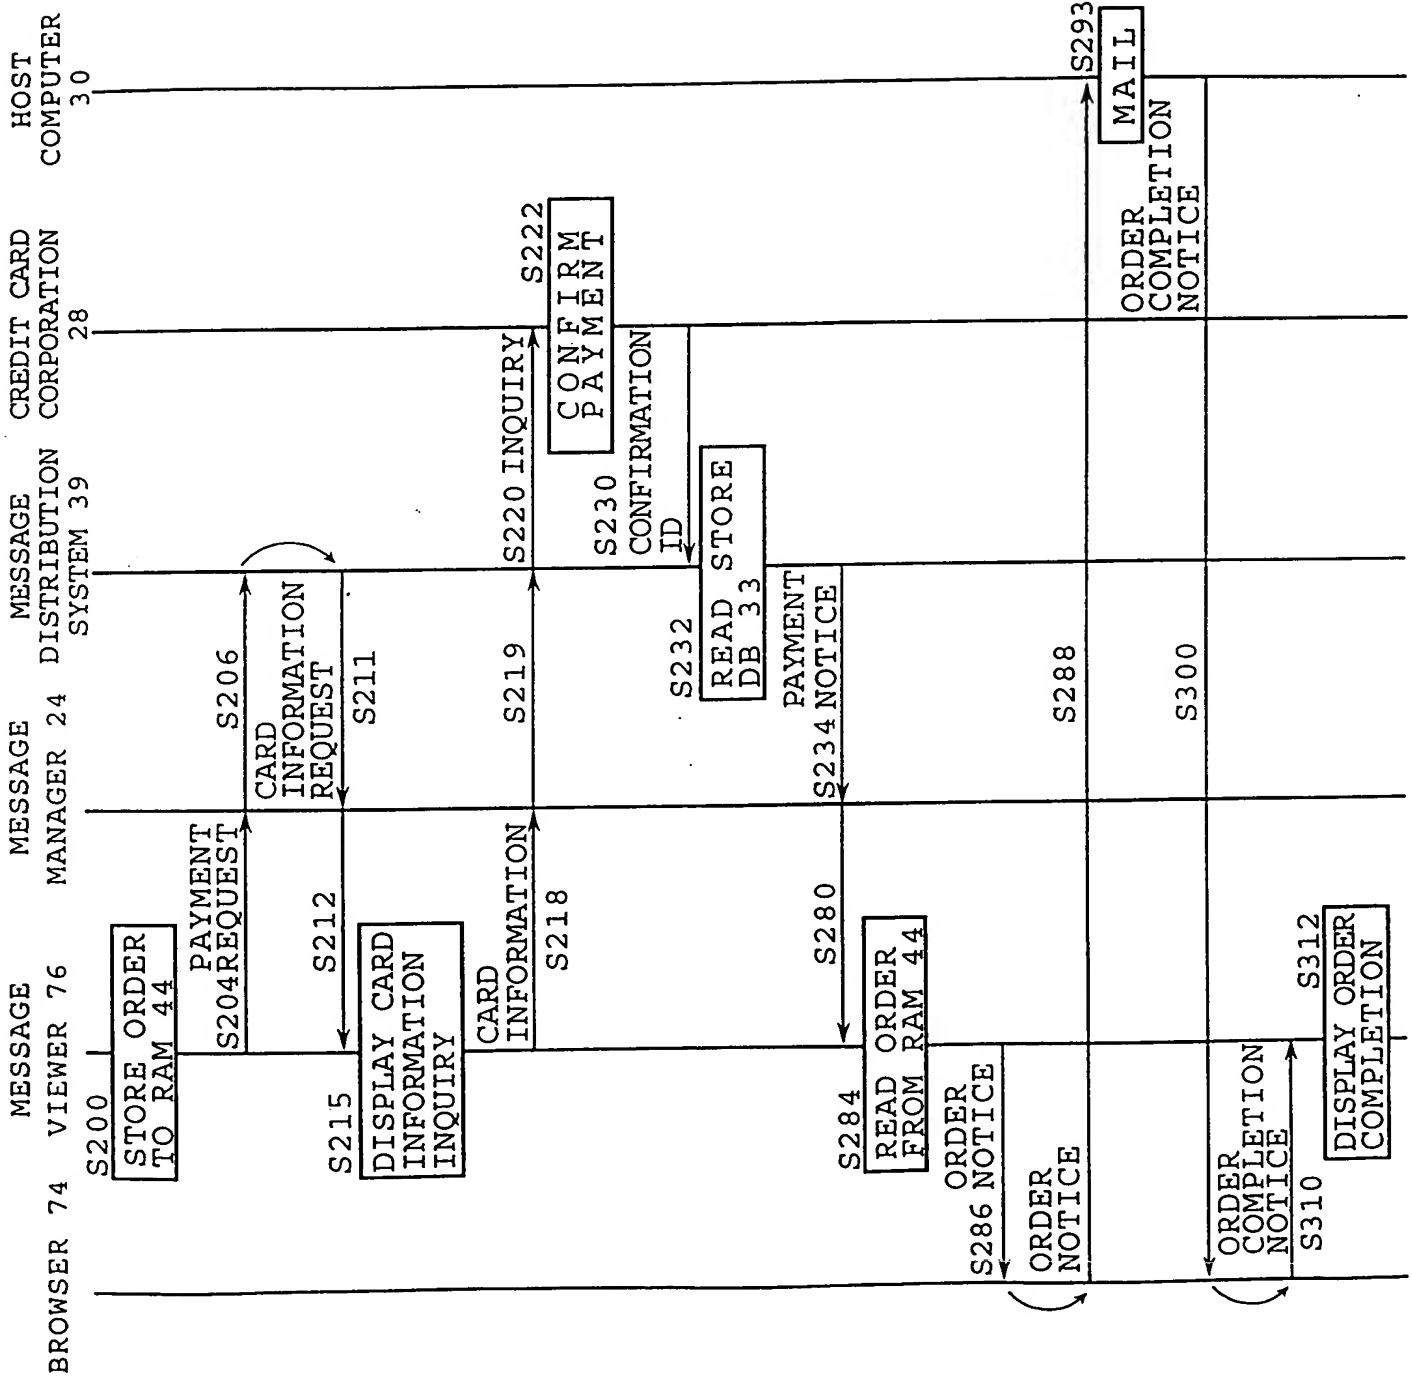 BROWSER 74
MESSAGE
VIEWER 76
MESSAGE
MANAGER 24
MESSAGE
DISTRIBUTION
SYSTEM 39
CREDIT CARD
CORPORATION
28
HOST
COMPUTER
30
S200
STORE ORDER
TO RAM 44
PAYMENT
S204REQUEST
S206
CARD
INFORMATION
REQUEST
S211
S212
S215
DISPLAY CARD
INFORMATION
INQUIRY
CARD
INFORMATION
S218
S219
S220 INQUIRY
S222
CONFIRM
PAYMENT
S230
CONFIRMATION
ID
S232
READ STORE
DB 33
PAYMENT
S234 NOTICE
S280
S284
READ ORDER
FROM RAM 44
ORDER
S286 NOTICE
ORDER
NOTICE
S288
S293
MAIL
ORDER
COMPLETION
NOTICE
S300
ORDER
COMPLETION
NOTICE
S310
S312
DISPLAY ORDER
COMPLETION